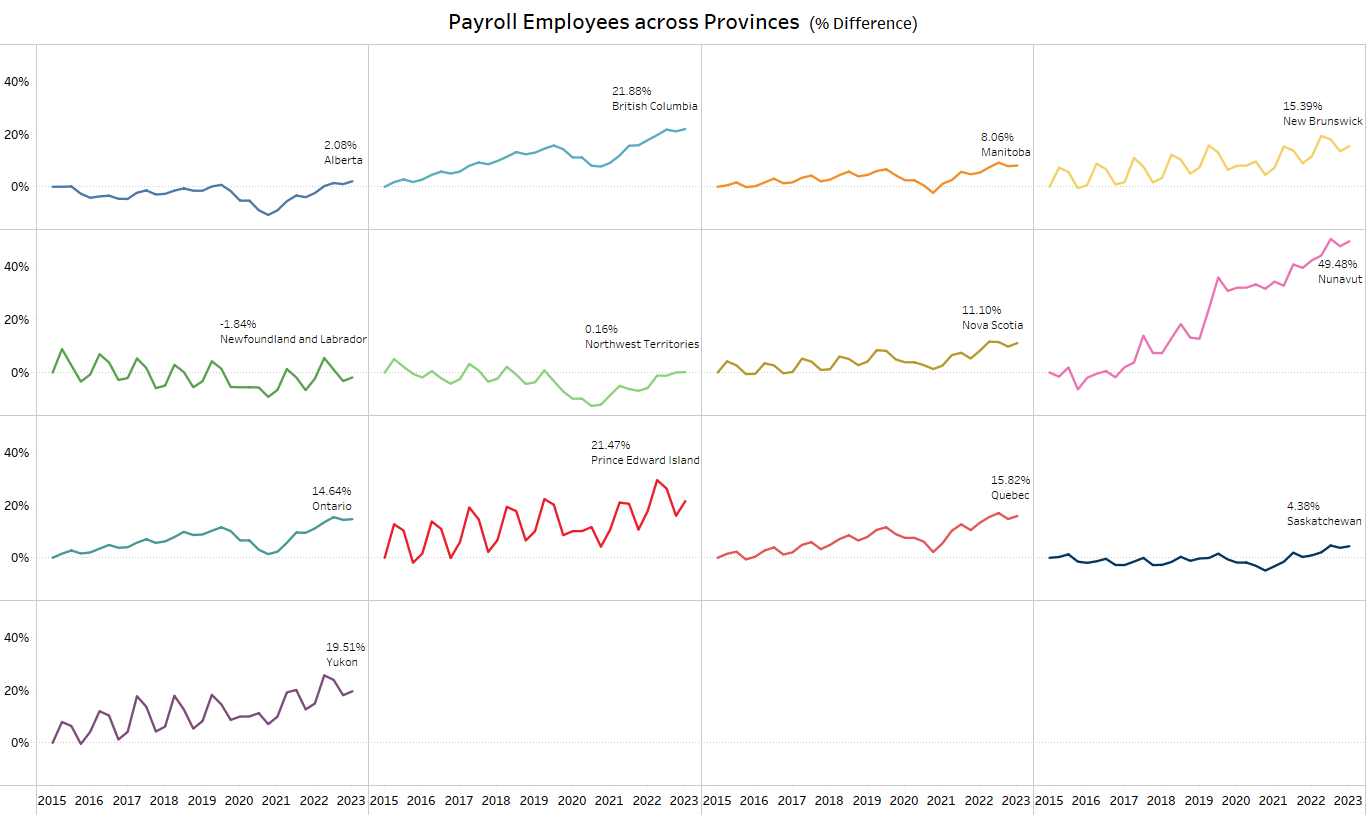 Payroll Employees across Provinces (% Difference)
40%
20%
0%
2.08%
Alberta
21.88%
British Columbia
8.06%
Manitoba
15.39%
New Brunswick
40%
20%
0%
-1.84%
Newfoundland and Labrador
0.16%
Northwest Territories
11.10%
Nova Scotia
49.48%
Nunavut
40%
20%
0%
14.64%
Ontario
21.47%
Prince Edward Island
15.82%
Quebec
4.38%
Saskatchewan
40%
20%
0%
19.51%
Yukon
2015 2016 2017 2018 2019 2020 2021 2022 2023 2015 2016 2017 2018 2019 2020 2021 2022 2023 2015 2016 2017 2018 2019 2020 2021 2022 2023 2015 2016 2017 2018 2019 2020 2021 2022 2023